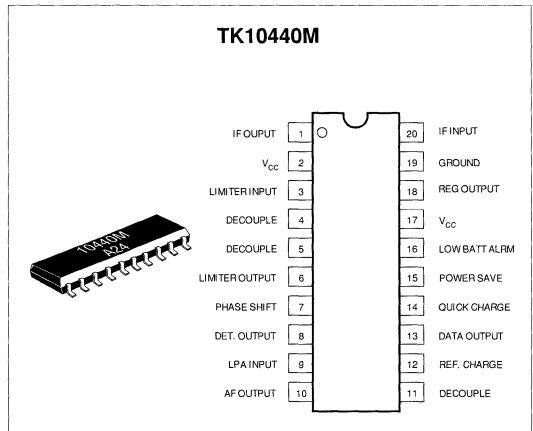 TK10440M
IF OUPUT 1 20 IF INPUT
VCC 2 19 GROUND
LIMITER INPUT 3 18 REG OUTPUT
DECOUPLE 4 17 VCC
DECOUPLE 5 16 LOW BATT ALRM
LIMITER OUTPUT 6 15 POWER SAVE
PHASE SHIFT 7 14 QUICK CHARGE
DET. OUTPUT 8 13 DATA OUTPUT
LPA INPUT 9 12 REF. CHARGE
AF OUTPUT 10 11 DECOUPLE
10440M
A24